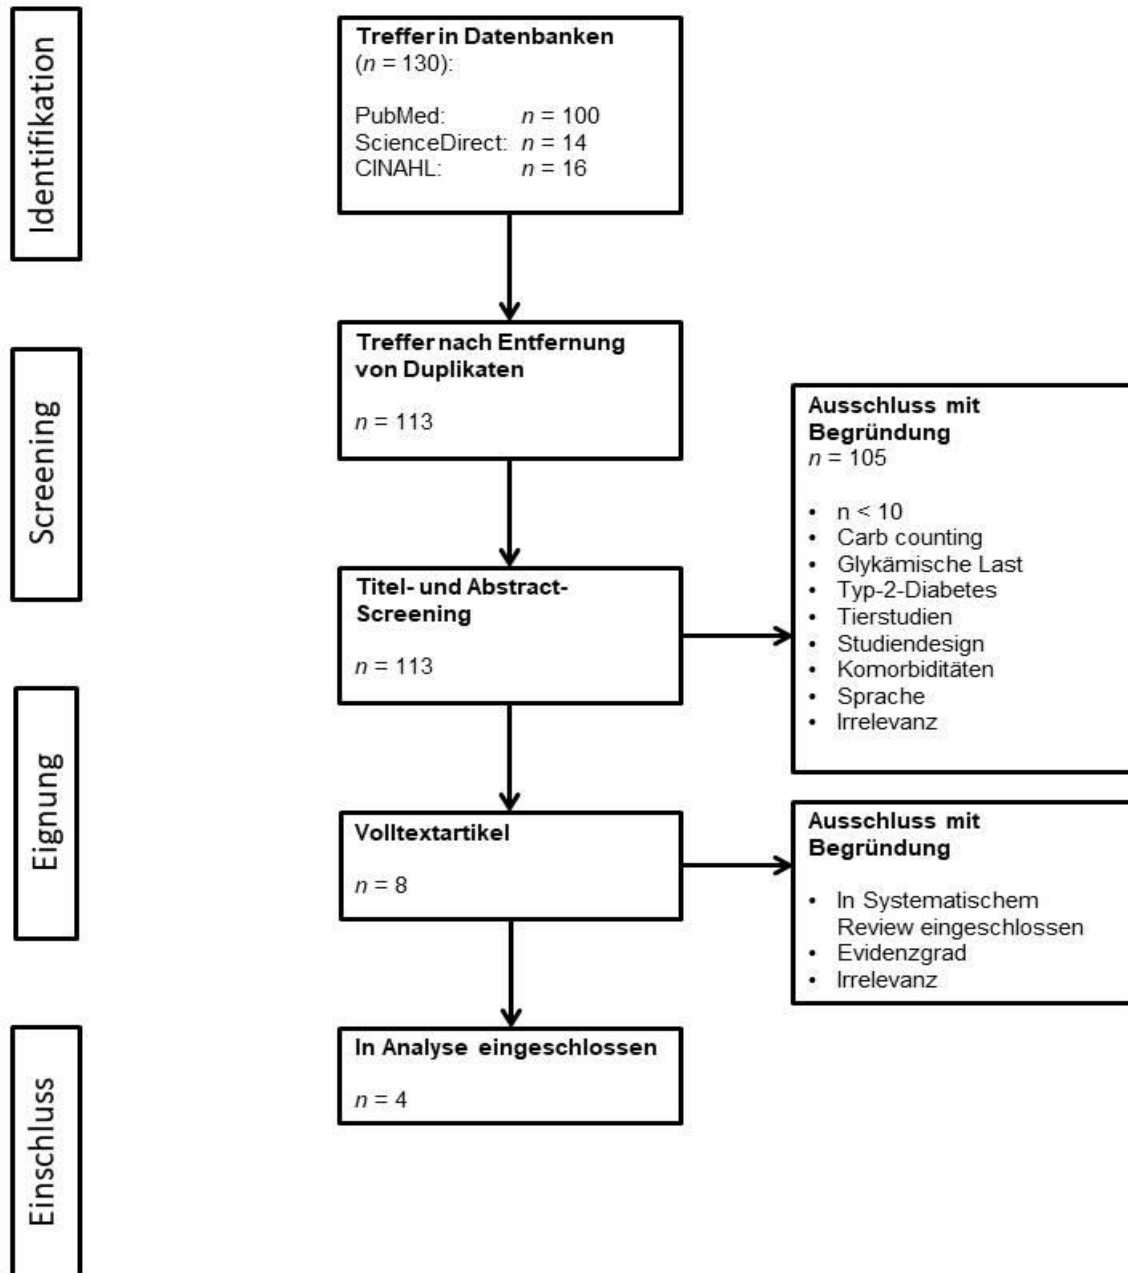 Identifikation
Treffer in Datenbanken
(n = 130):
PubMed: n = 100
ScienceDirect: n = 14
CINAHL: n = 16
Screening
Treffer nach Entfernung
von Duplikaten
n = 113
Titel- und Abstract-
Screening
n = 113
Ausschluss mit
Begründung
n = 105
• n < 10
• Carb counting
• Glykämische Last
• Typ-2-Diabetes
• Tierstudien
• Studiendesign
• Komorbiditäten
• Sprache
• Irrelevanz
Eignung
Volltextartikel
n = 8
Ausschluss mit
Begründung
• In Systematischem
Review eingeschlossen
• Evidenzgrad
• Irrelevanz
Einschluss
In Analyse eingeschlossen
n = 4